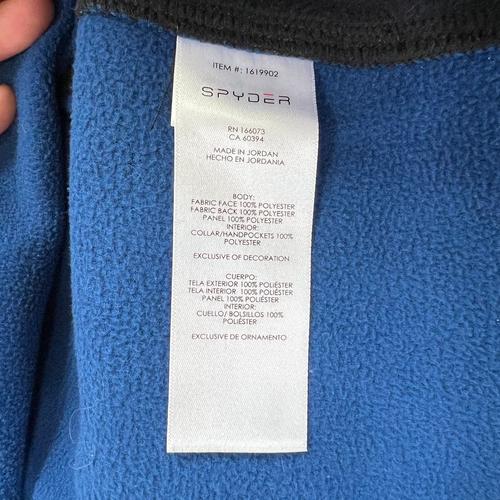 ITEM #: 1619902
SPYDER
RN 166073
CA 60394
MADE IN JORDAN
HECHO EN JORDANIA
BODY:
FABRIC FACE 100% POLYESTER
FABRIC BACK 100% POLYESTER
PANEL 100% POLYESTER
INTERIOR:
COLLAR/HANDPOCKETS 100%
POLYESTER
EXCLUSIVE OF DECORATION
CUERPO:
TELA EXTERIOR 100% POLIÉSTER
TELA INTERIOR 100% POLIÉSTER
PANEL 100% POLIÉSTER
INTERIOR:
CUELLO/ BOLSILLOS 100%
POLIÉSTER
EXCLUSIVE DE ORNAMENTO